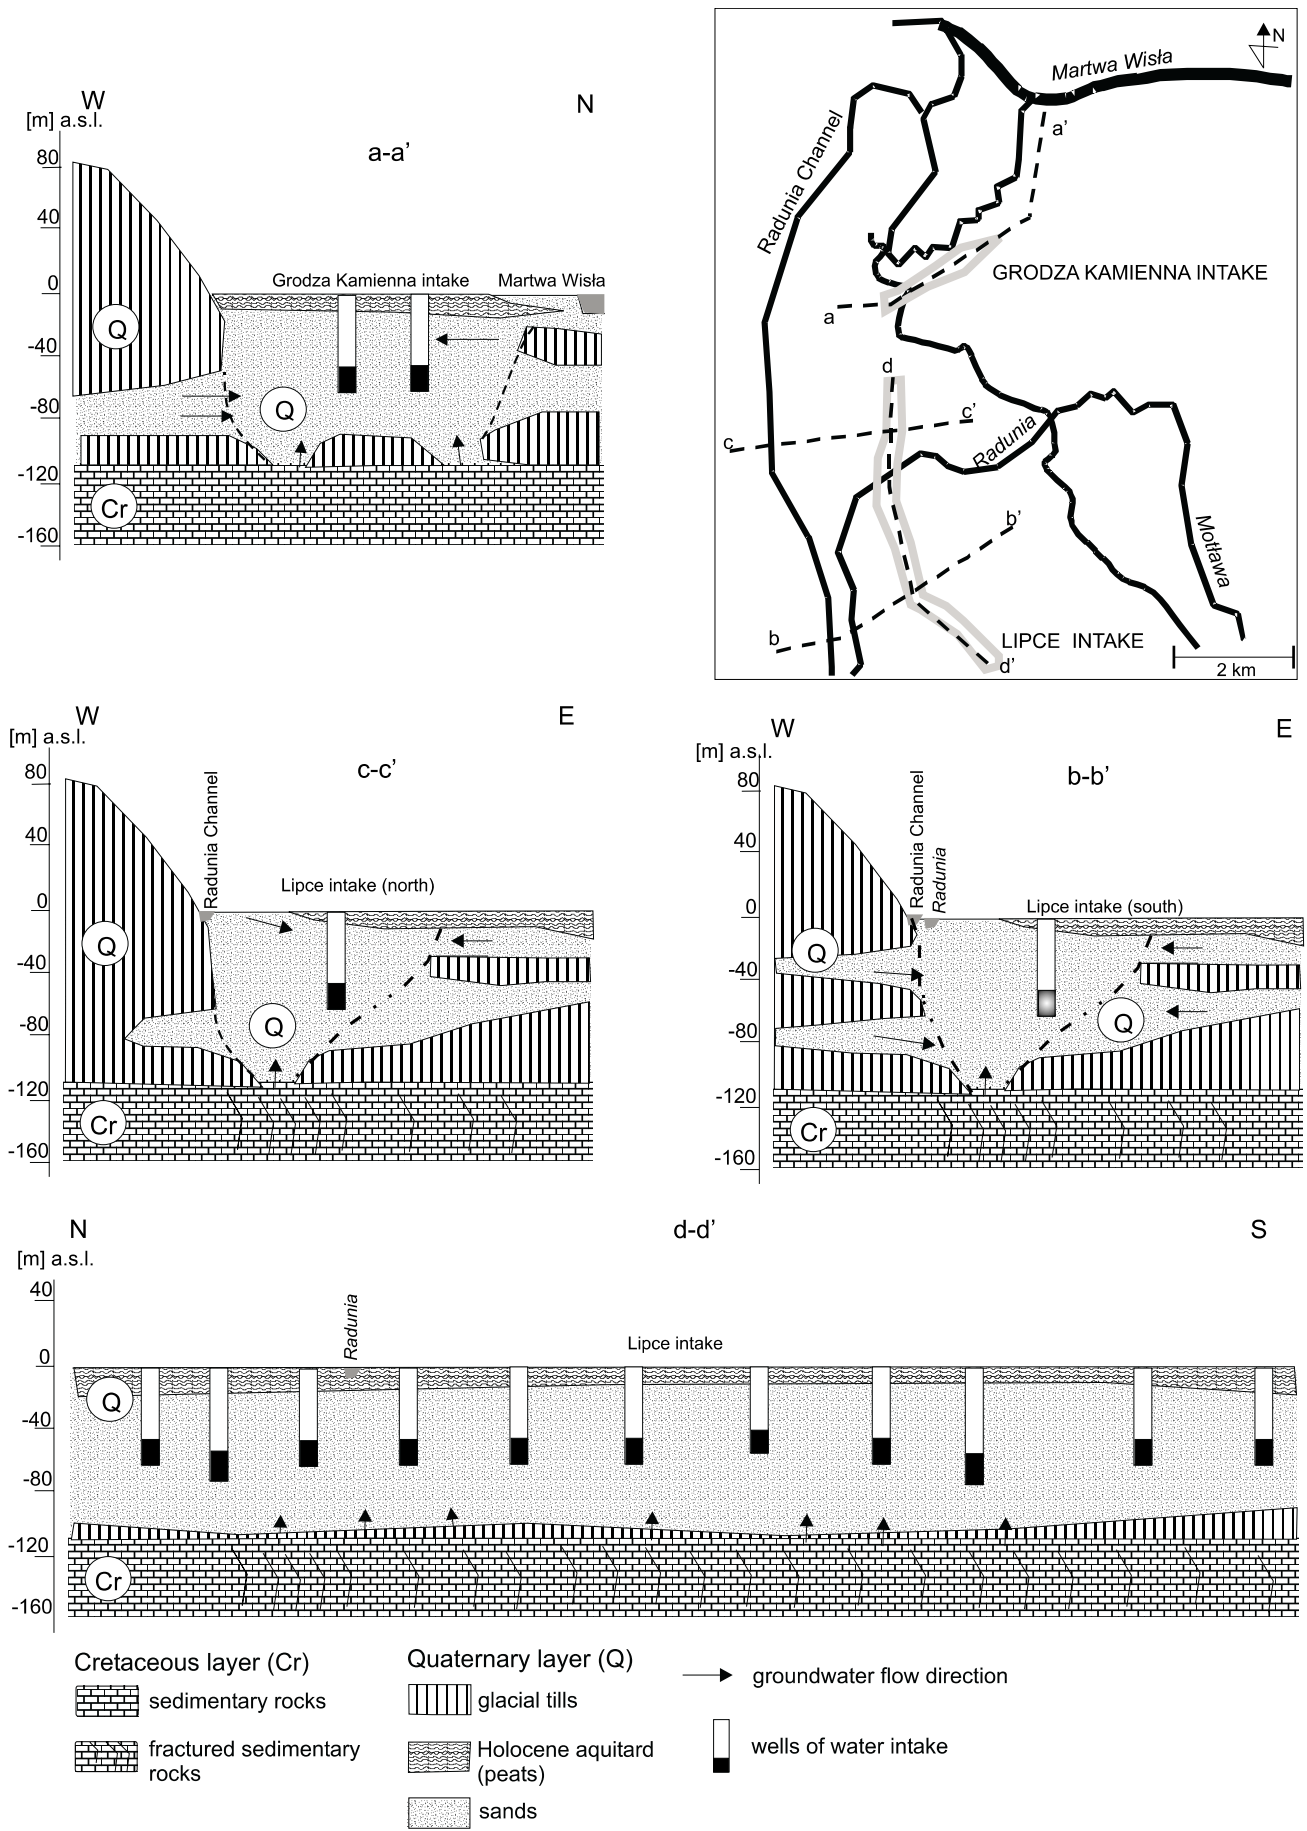 W
N
[m] a.s.l.
a-a’
80
40
0
-40
-80
-120
-160
Grodza Kamienna intake
Martwa Wisła
Q
Q
Cr
N
Martwa Wisła
Radunia Channel
a’
GRODZA KAMIENNA INTAKE
a
d
c’
c
Radunia
b’
Motława
b
LIPCE INTAKE
d’
2 km
W
E
[m] a.s.l.
c-c’
80
40
0
-40
-80
-120
-160
Radunia Channel
Lipce intake (north)
Q
Q
Cr
W
E
[m] a.s.l.
b-b’
80
40
0
-40
-80
-120
-160
Radunia Channel
Radunia
Lipce intake (south)
Q
Q
Cr
N
d-d’
S
[m] a.s.l.
40
0
-40
-80
-120
-160
Radunia
Lipce intake
Q
Cr
Cretaceous layer (Cr)
sedimentary rocks
fractured sedimentary
rocks
Quaternary layer (Q)
glacial tills
Holocene aquitard
(peats)
sands
groundwater flow direction
wells of water intake